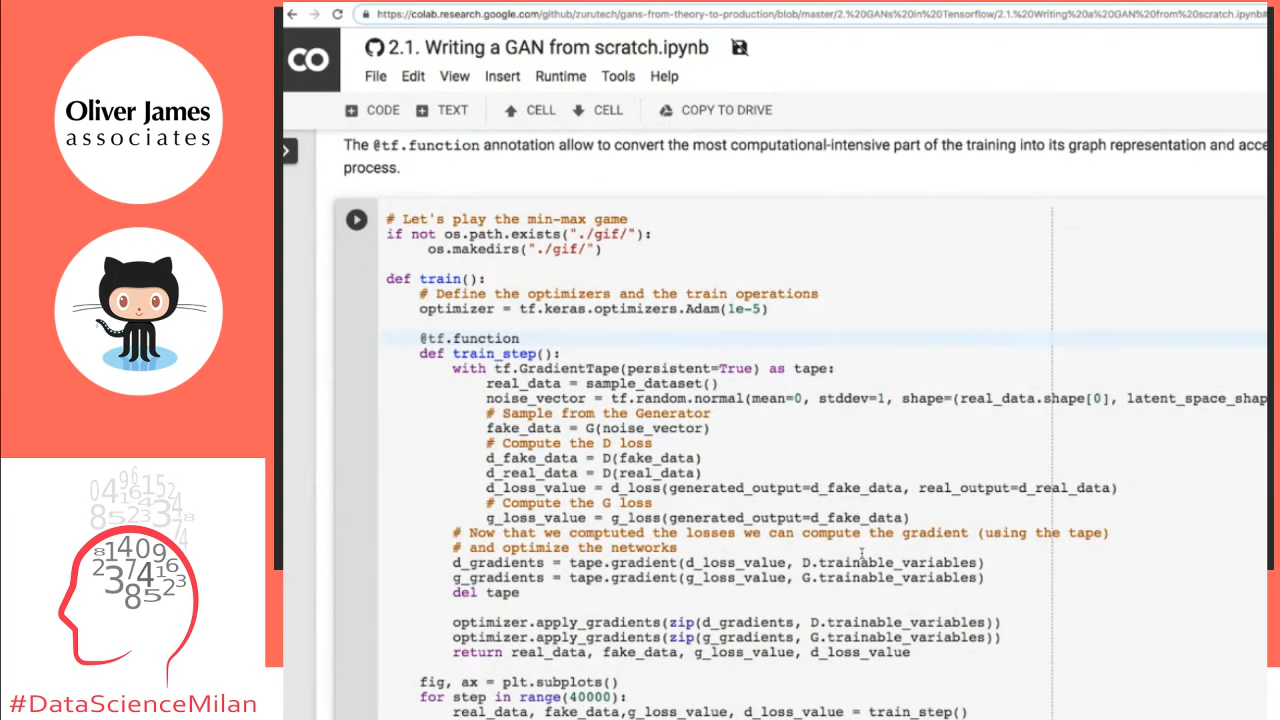 Oliver James
associates
#DataScienceMilan
https://colab.research.google.com/github/zurutech/gans-from-theory-to-production/blob/master/2.%20GANs%20in%20Tensorflow/2.1.%20Writing%20a%20GAN%20from%20scratch.ipynb#
CO
2.1. Writing a GAN from scratch.ipynb
File Edit View Insert Runtime Tools Help
CODE TEXT CELL CELL COPY TO DRIVE
The @tf.function annotation allow to convert the most computational-intensive part of the training into its graph representation and acce
process.
# Let's play the min-max game
if not os.path.exists("./gif/"):
os.makedirs("./gif/")
def train():
# Define the optimizers and the train operations
optimizer = tf.keras.optimizers.Adam(1e-5)
@tf.function
def train_step():
with tf.GradientTape(persistent=True) as tape:
real_data = sample_dataset()
noise_vector = tf.random.normal(mean=0, stddev=1, shape=(real_data.shape[0], latent_space_shap
# Sample from the Generator
fake_data = G(noise_vector)
# Compute the D loss
d_fake_data = D(fake_data)
d_real_data = D(real_data)
d_loss_value = d_loss(generated_output=d_fake_data, real_output=d_real_data)
# Compute the G loss
g_loss_value = g_loss(generated_output=d_fake_data)
# Now that we comptuted the losses we can compute the gradient (using the tape)
# and optimize the networks
d_gradients = tape.gradient(d_loss_value, D.trainable_variables)
g_gradients = tape.gradient(g_loss_value, G.trainable_variables)
del tape
optimizer.apply_gradients(zip(d_gradients, D.trainable_variables))
optimizer.apply_gradients(zip(g_gradients, G.trainable_variables))
return real_data, fake_data, g_loss_value, d_loss_value
fig, ax = plt.subplots()
for step in range(40000):
real_data, fake_data,g_loss_value, d_loss_value = train_step()